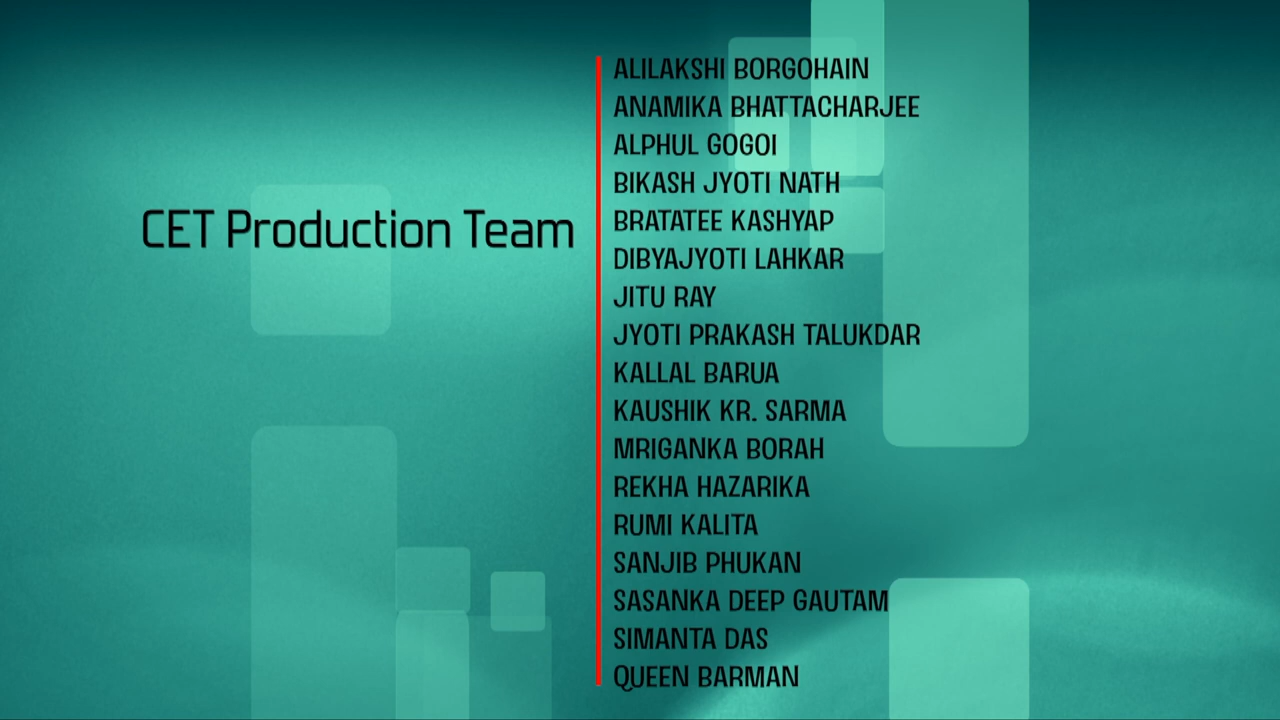 CET Production Team
ALILAKSHI BORGOHAIN
ANAMIKA BHATTACHARJEE
ALPHUL GOGOI
BIKASH JYOTI NATH
BRATATEE KASHYAP
DIBYAJYOTI LAHKAR
JITU RAY
JYOTI PRAKASH TALUKDAR
KALLAL BARUA
KAUSHIK KR. SARMA
MRIGANKA BORAH
REKHA HAZARIKA
RUMI KALITA
SANJIB PHUKAN
SASANKA DEEP GAUTAM
SIMANTA DAS
QUEEN BARMAN